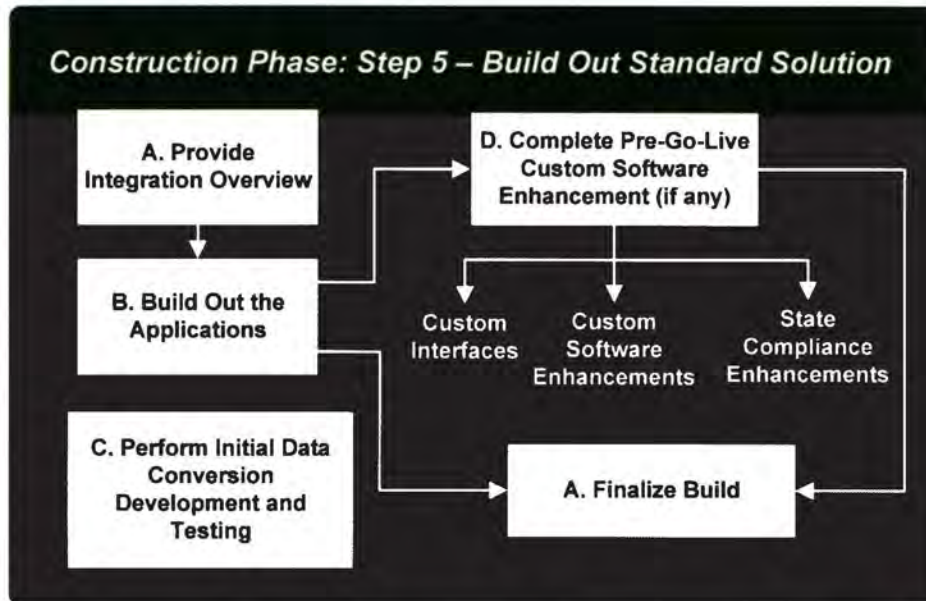 Construction Phase: Step 5 – Build Out Standard Solution
A. Provide
Integration Overview
B. Build Out the
Applications
C. Perform Initial Data
Conversion
Development and
Testing
D. Complete Pre-Go-Live
Custom Software
Enhancement (if any)
Custom
Interfaces
Custom
Software
Enhancements
State
Compliance
Enhancements
A. Finalize Build